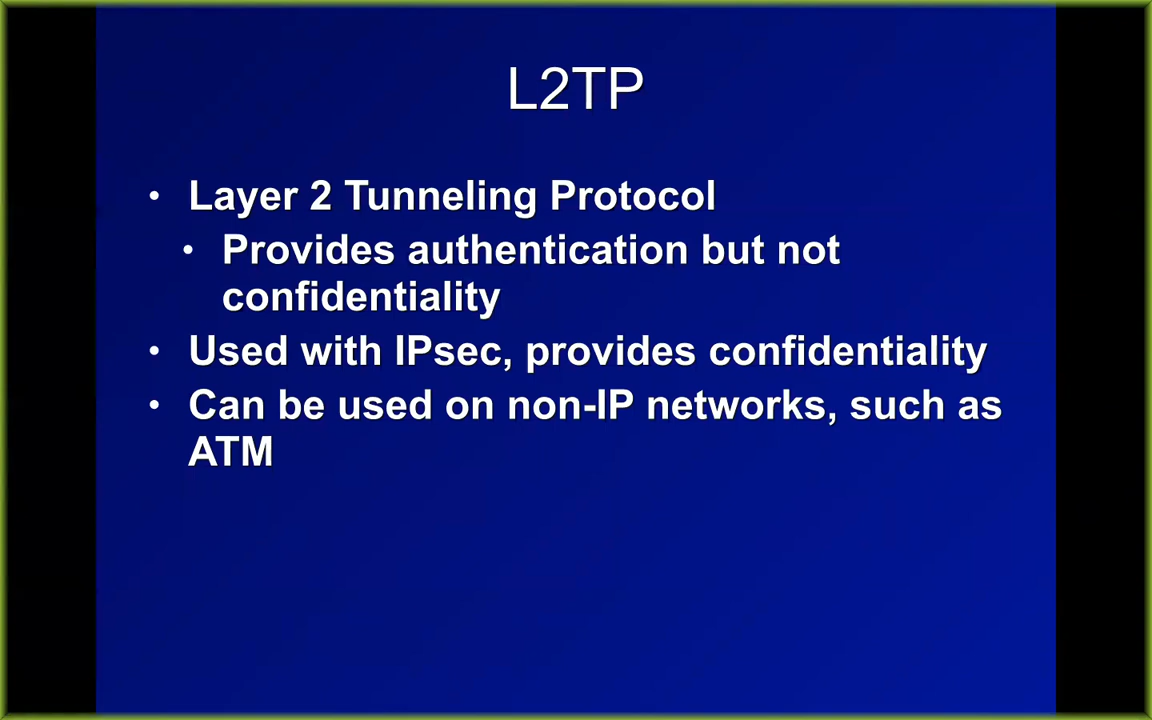 L2TP
• Layer 2 Tunneling Protocol
• Provides authentication but not
confidentiality
• Used with IPsec, provides confidentiality
• Can be used on non-IP networks, such as
ATM